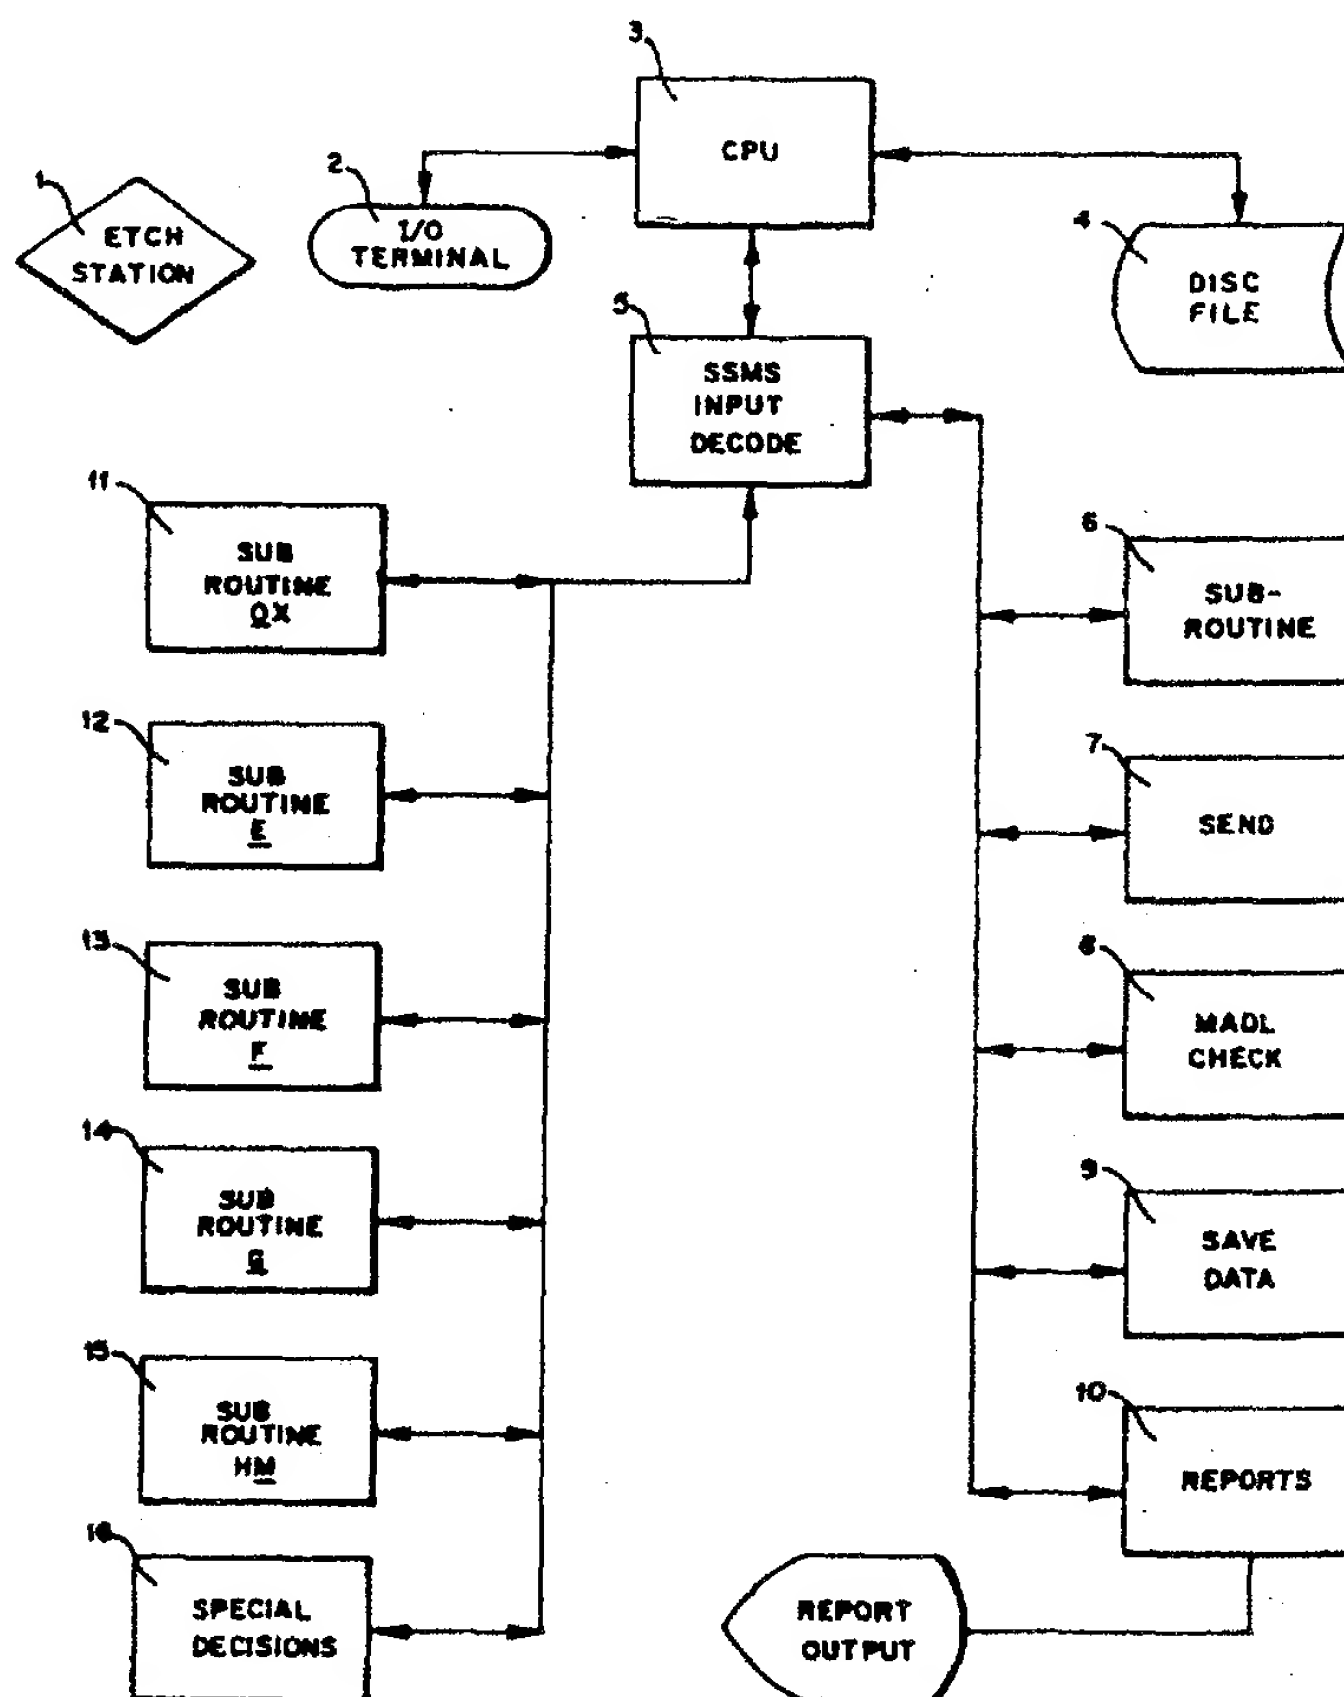 3
CPU
1
ETCH
STATION
2
I/O
TERMINAL
4
DISC
FILE
5
SSMS
INPUT
DECODE
11
SUB
ROUTINE
QX
6
SUB-
ROUTINE
12
SUB
ROUTINE
E
7
SEND
13
SUB
ROUTINE
F
8
MADL
CHECK
14
SUB
ROUTINE
G
9
SAVE
DATA
15
SUB
ROUTINE
HM
10
REPORTS
16
SPECIAL
DECISIONS
REPORT
OUTPUT